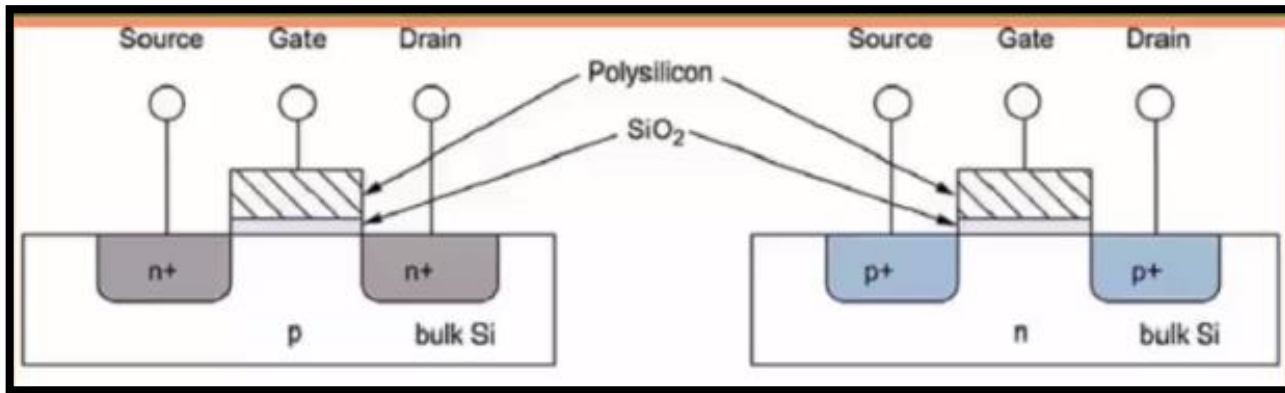 Source Gate Drain Source Gate Drain
Polysilicon
SiO₂
n+ n+ p+ p+
p bulk Si n bulk Si